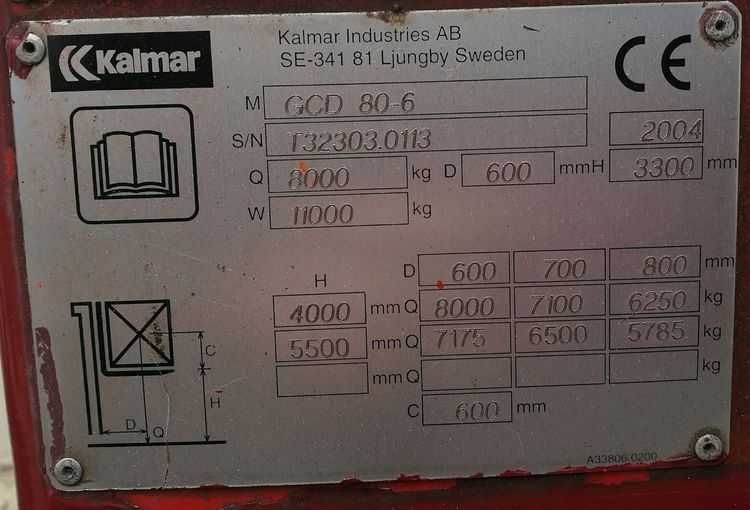 Kalmar
Kalmar Industries AB
SE-341 81 Ljungby Sweden
CE
M GCD 80-6
S/N T32303.0113 2004
Q 8000 kg D 600 mm H 3300 mm
W 11000 kg
H D 600 700 800 mm
4000 mm Q 8000 7100 6250 kg
5500 mm Q 7175 6500 5785 kg
mm Q kg
C 600 mm
C
H
D Q
A33806.0200